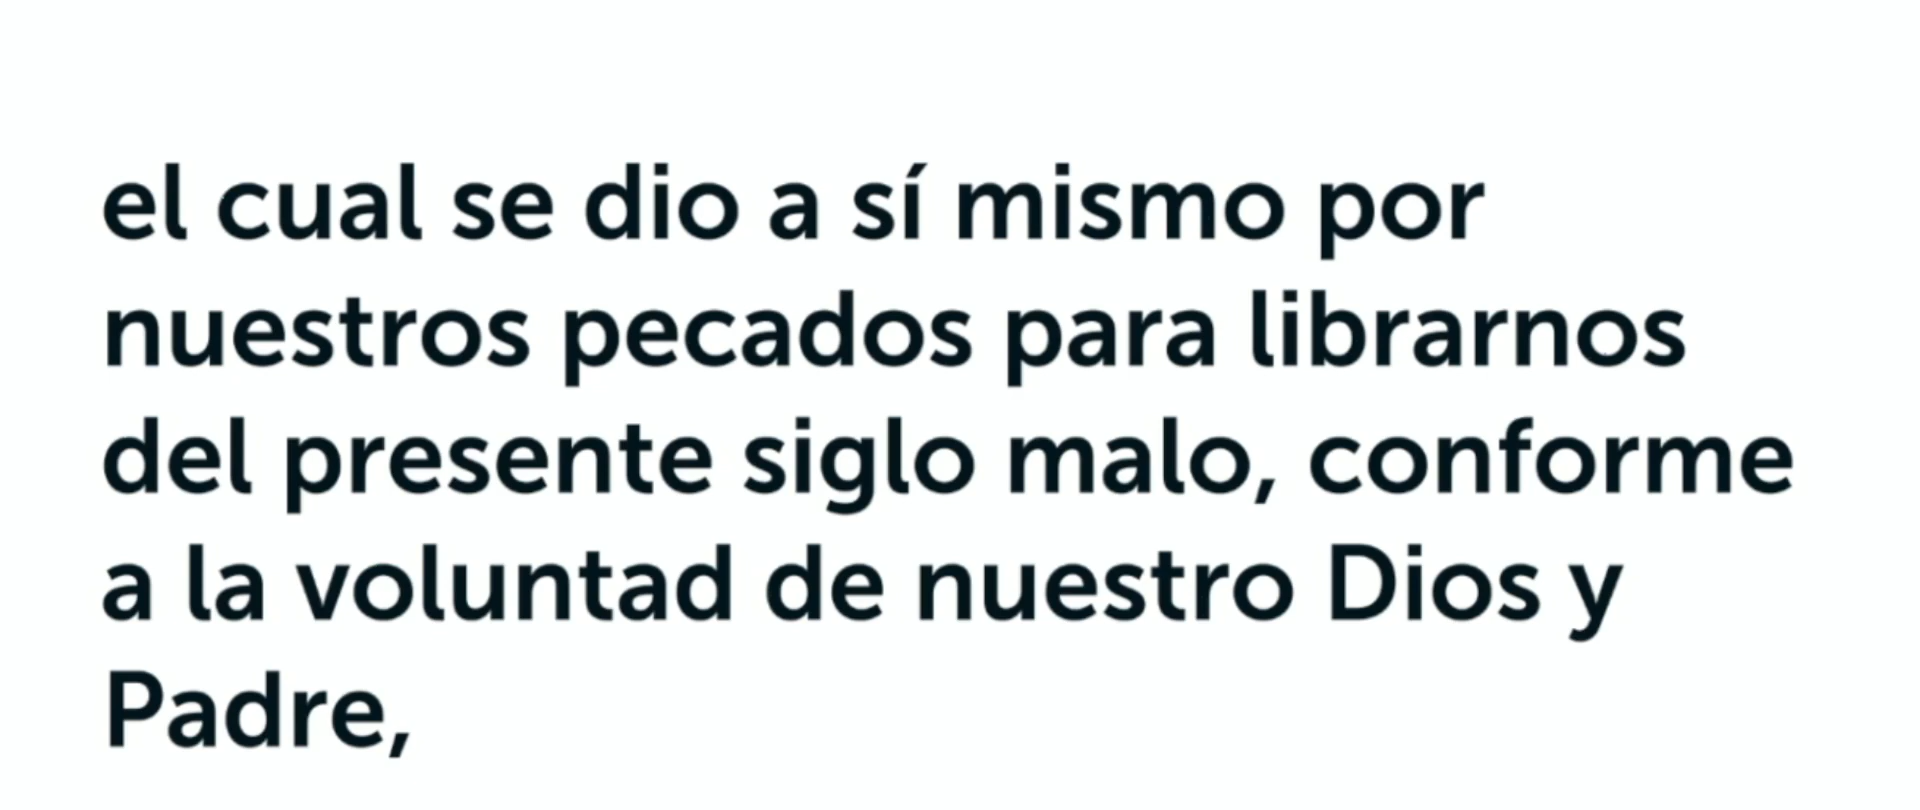 el cual se dio a sí mismo por
nuestros pecados para librarnos
del presente siglo malo, conforme
a la voluntad de nuestro Dios y
Padre,